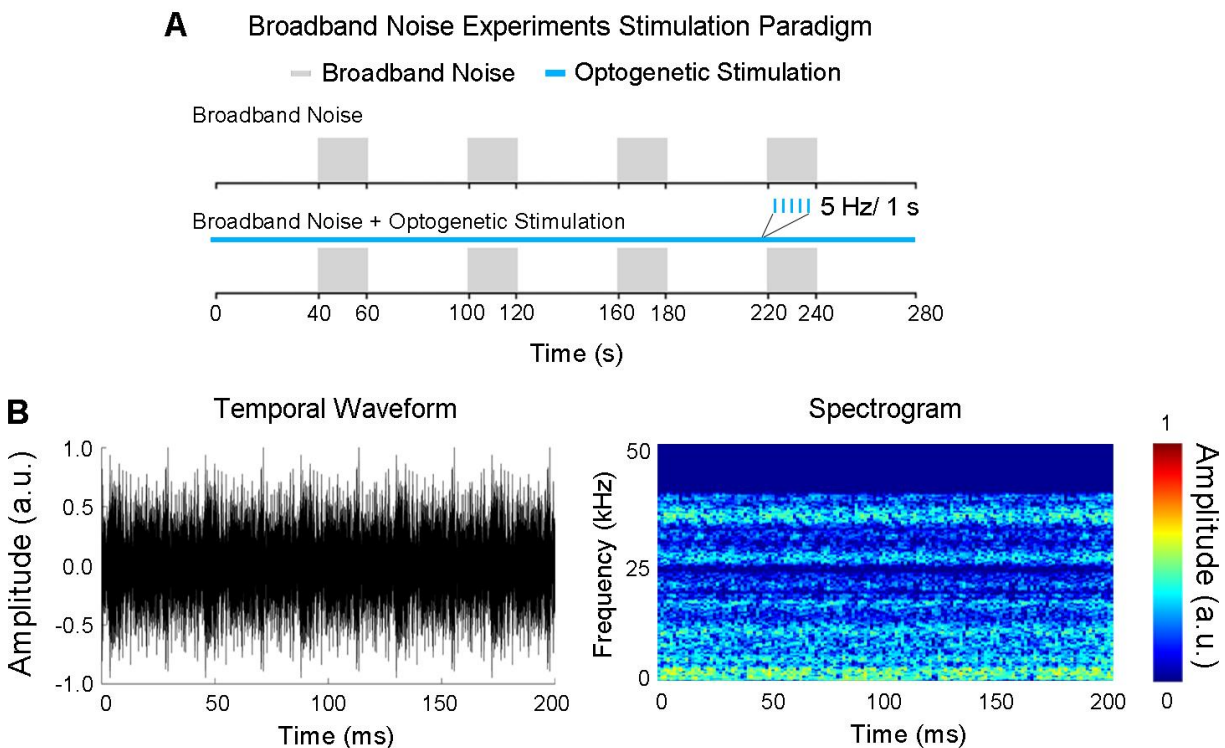 A Broadband Noise Experiments Stimulation Paradigm
Broadband Noise Optogenetic Stimulation
Broadband Noise
Broadband Noise + Optogenetic Stimulation
5 Hz/ 1 s
0 40 60 100 120 160 180 220 240 280
Time (s)
B Temporal Waveform
Amplitude (a.u.)
1.0
0.5
0.0
-0.5
-1.0
0 50 100 150 200
Time (ms)
Spectrogram
Frequency (kHz)
50
25
0
0 50 100 150 200
Time (ms)
1
Amplitude (a.u.)
0